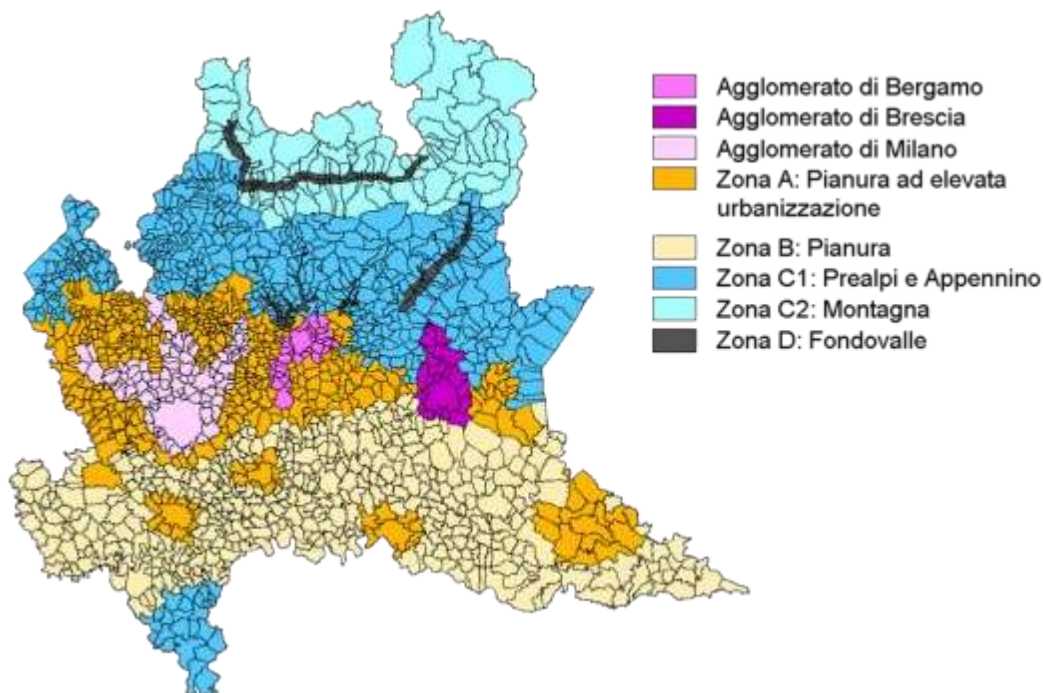 Agglomerato di Bergamo
Agglomerato di Brescia
Agglomerato di Milano
Zona A: Pianura ad elevata
urbanizzazione
Zona B: Pianura
Zona C1: Prealpi e Appennino
Zona C2: Montagna
Zona D: Fondovalle